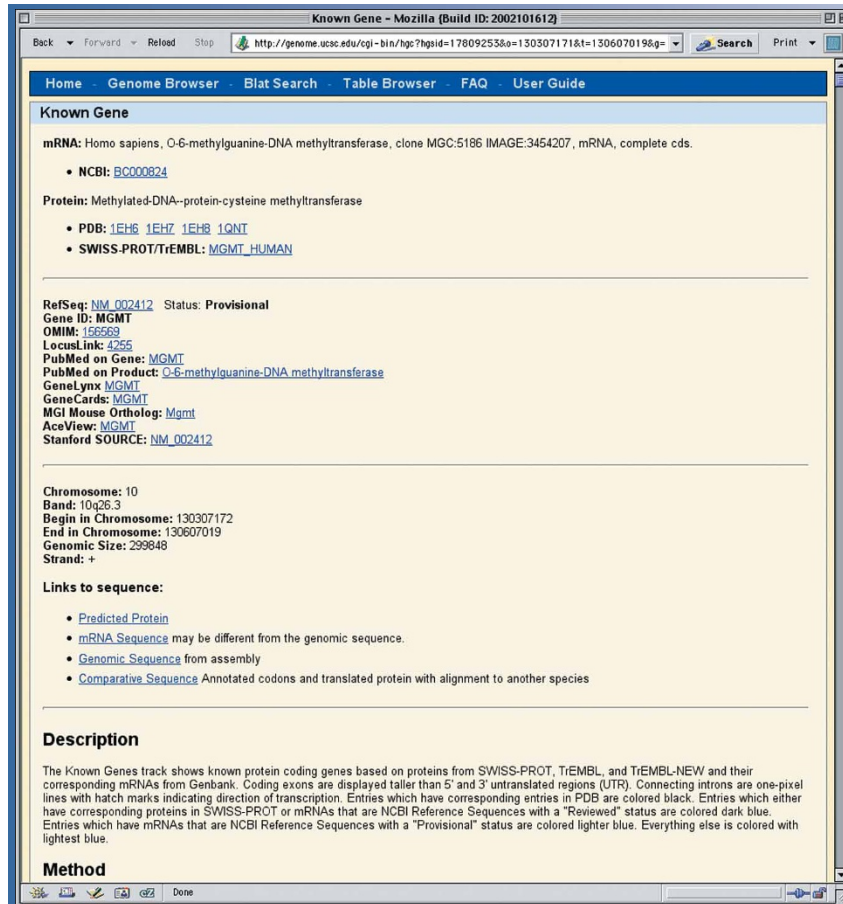 Known Gene - Mozilla {Build ID: 2002101612}
Back Forward Reload Stop http://genome.ucsc.edu/cgi-bin/hgc?hgsid=17809253&o=130307171&t=130607019&g= Search Print
Home - Genome Browser - Blat Search - Table Browser - FAQ - User Guide
Known Gene
mRNA: Homo sapiens, O-6-methylguanine-DNA methyltransferase, clone MGC:5186 IMAGE:3454207, mRNA, complete cds.
• NCBI: BC000824
Protein: Methylated-DNA--protein-cysteine methyltransferase
• PDB: 1EH6 1EH7 1EH8 1QNT
• SWISS-PROT/TrEMBL: MGMT_HUMAN
RefSeq: NM_002412 Status: Provisional
Gene ID: MGMT
OMIM: 156569
LocusLink: 4255
PubMed on Gene: MGMT
PubMed on Product: O-6-methylguanine-DNA methyltransferase
GeneLynx MGMT
GeneCards: MGMT
MGI Mouse Ortholog: Mgmt
AceView: MGMT
Stanford SOURCE: NM_002412
Chromosome: 10
Band: 10q26.3
Begin in Chromosome: 130307172
End in Chromosome: 130607019
Genomic Size: 299848
Strand: +
Links to sequence:
• Predicted Protein
• mRNA Sequence may be different from the genomic sequence.
• Genomic Sequence from assembly
• Comparative Sequence Annotated codons and translated protein with alignment to another species
Description
The Known Genes track shows known protein coding genes based on proteins from SWISS-PROT, TrEMBL, and TrEMBL-NEW and their
corresponding mRNAs from Genbank. Coding exons are displayed taller than 5' and 3' untranslated regions (UTR). Connecting introns are one-pixel
lines with hatch marks indicating direction of transcription. Entries which have corresponding entries in PDB are colored black. Entries which either
have corresponding proteins in SWISS-PROT or mRNAs that are NCBI Reference Sequences with a "Reviewed" status are colored dark blue.
Entries which have mRNAs that are NCBI Reference Sequences with a "Provisional" status are colored lighter blue. Everything else is colored with
lightest blue.
Method
Done